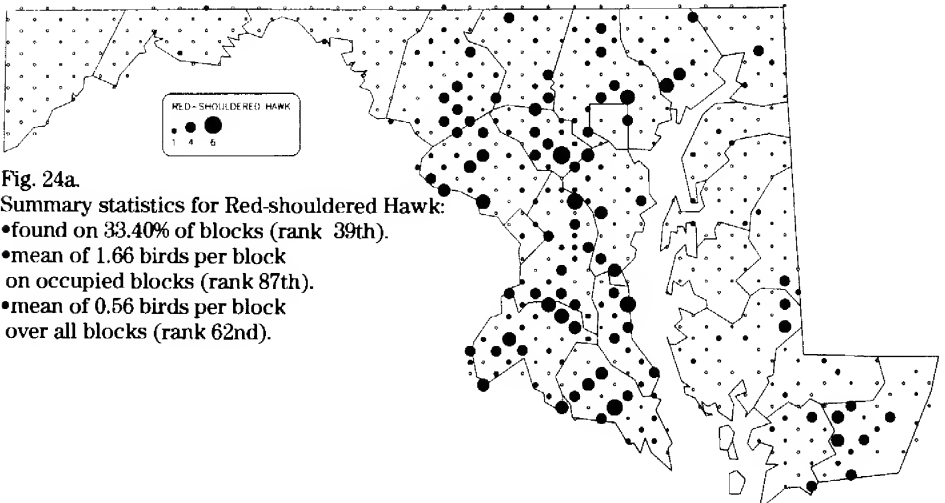 RED-SHOULDERED HAWK
1 4 6
Fig. 24a.
Summary statistics for Red-shouldered Hawk:
•found on 33.40% of blocks (rank 39th).
•mean of 1.66 birds per block
on occupied blocks (rank 87th).
•mean of 0.56 birds per block
over all blocks (rank 62nd).